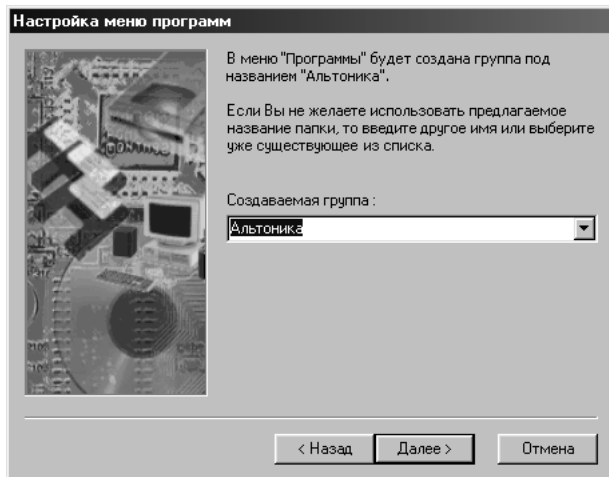 Настройка меню программ
В меню "Программы" будет создана группа под
названием "Альтоника".
Если Вы не желаете использовать предлагаемое
название папки, то введите другое имя или выберите
уже существующее из списка.
Создаваемая группа :
Альтоника
< Назад
Далее >
Отмена